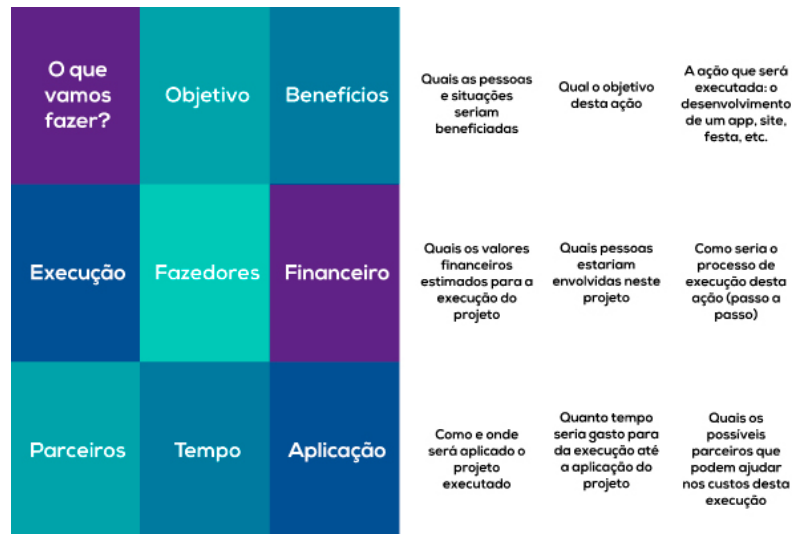 O que
vamos
fazer?
Objetivo
Benefícios
Quais as pessoas
e situações
seriam
beneficiadas
Qual o objetivo
desta ação
A ação que será
executada: o
desenvolvimento
de um app, site,
festa, etc.
Execução
Fazedores
Financeiro
Quais os valores
financeiros
estimados para a
execução do
projeto
Quais pessoas
estariam
envolvidas neste
projeto
Como seria o
processo de
execução desta
ação (passo a
passo)
Parceiros
Tempo
Aplicação
Como e onde
será aplicado o
projeto
executado
Quanto tempo
seria gasto para
da execução até
a aplicação do
projeto
Quais os
possíveis
parceiros que
podem ajudar
nos custos desta
execução